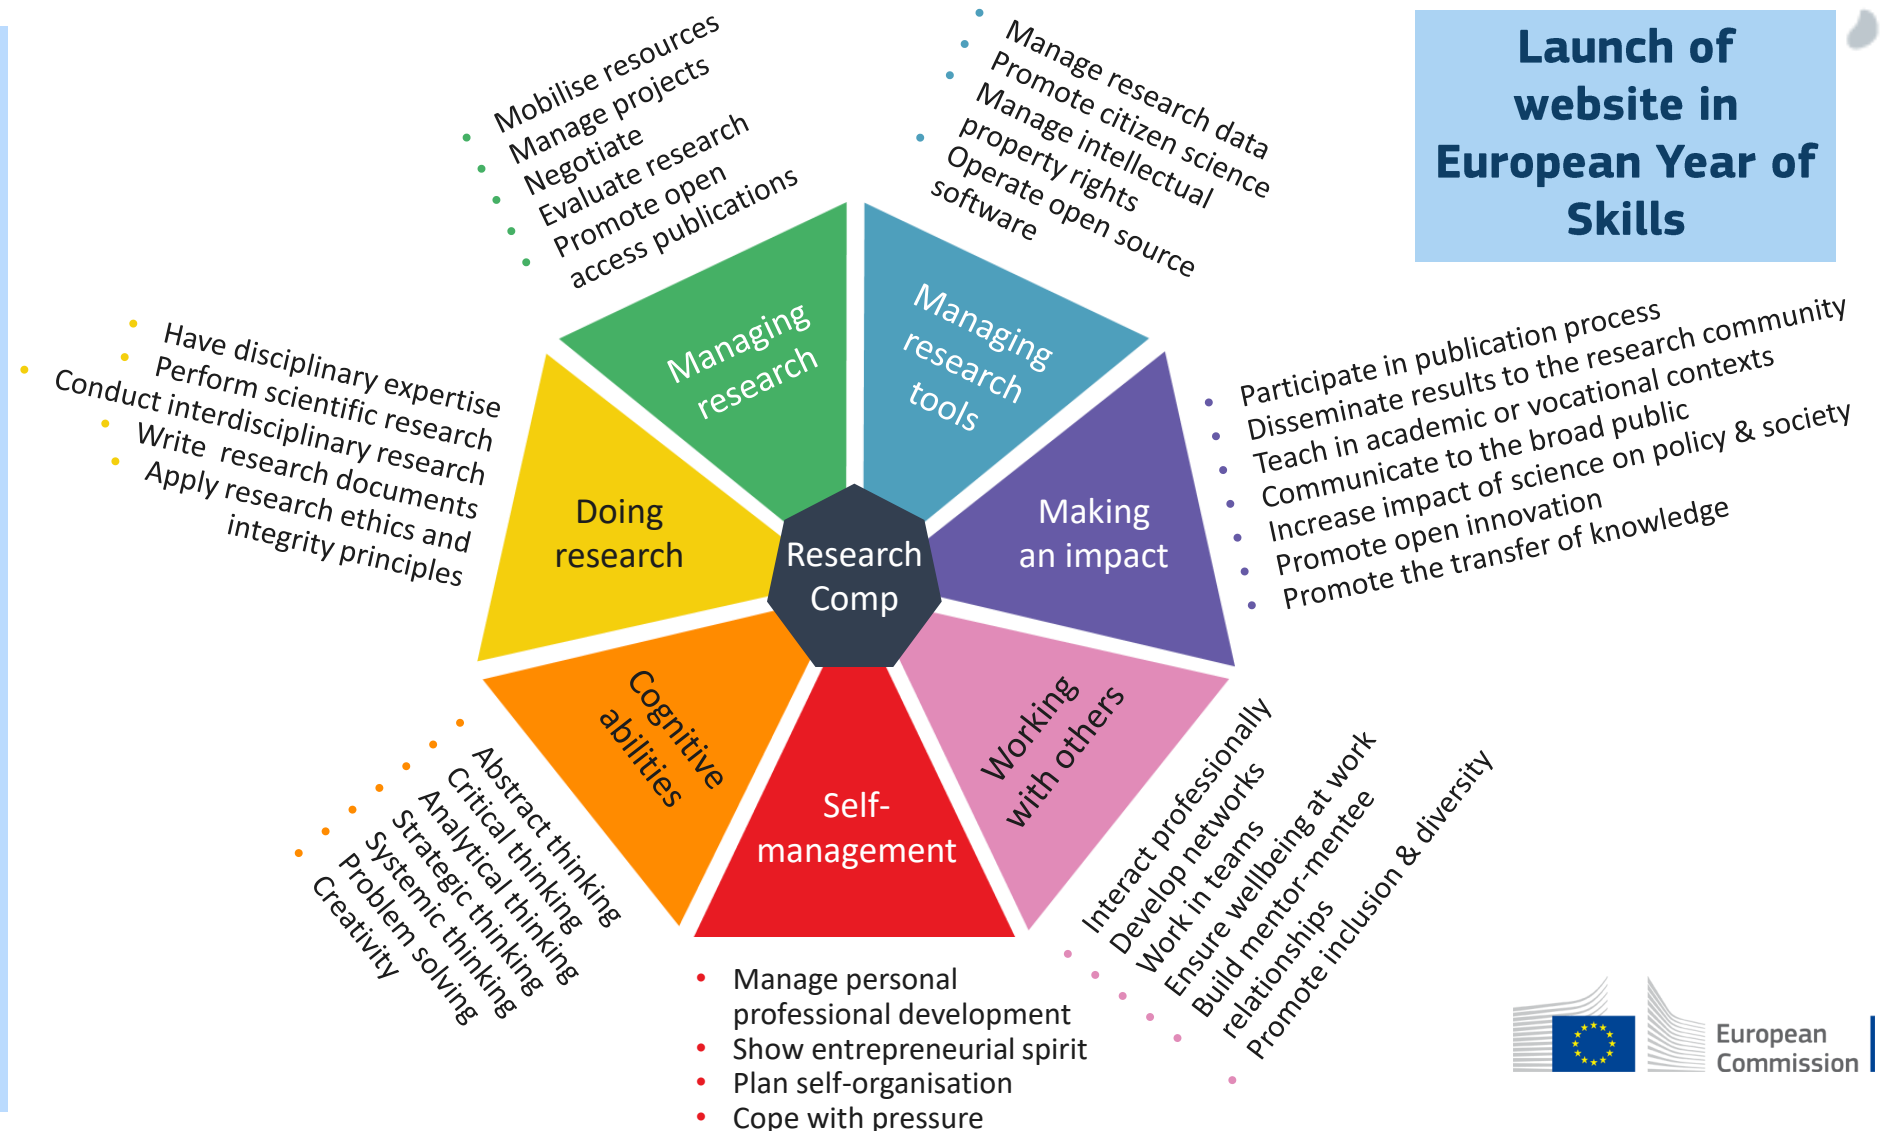 Launch of
website in
European Year of
Skills
Mobilise resources
Manage projects
Negotiate
Evaluate research
Promote open
access publications
Manage research data
Promote citizen science
Manage intellectual
property rights
Operate open source
software
Managing
research
Managing
research
tools
Have disciplinary expertise
Perform scientific research
Conduct interdisciplinary research
Write research documents
Apply research ethics and
integrity principles
Doing
research
Research
Comp
Making
an impact
Participate in publication process
Disseminate results to the research community
Teach in academic or vocational contexts
Communicate to the broad public
Increase impact of science on policy & society
Promote open innovation
Promote the transfer of knowledge
Cognitive
abilities
Self-
management
Working
with others
Abstract thinking
Critical thinking
Analytical thinking
Strategic thinking
Systemic thinking
Problem solving
Creativity
Manage personal
professional development
Show entrepreneurial spirit
Plan self-organisation
Cope with pressure
Interact professionally
Develop networks
Work in teams
Ensure wellbeing at work
Build mentor-mentee
relationships
Promote inclusion & diversity
European
Commission